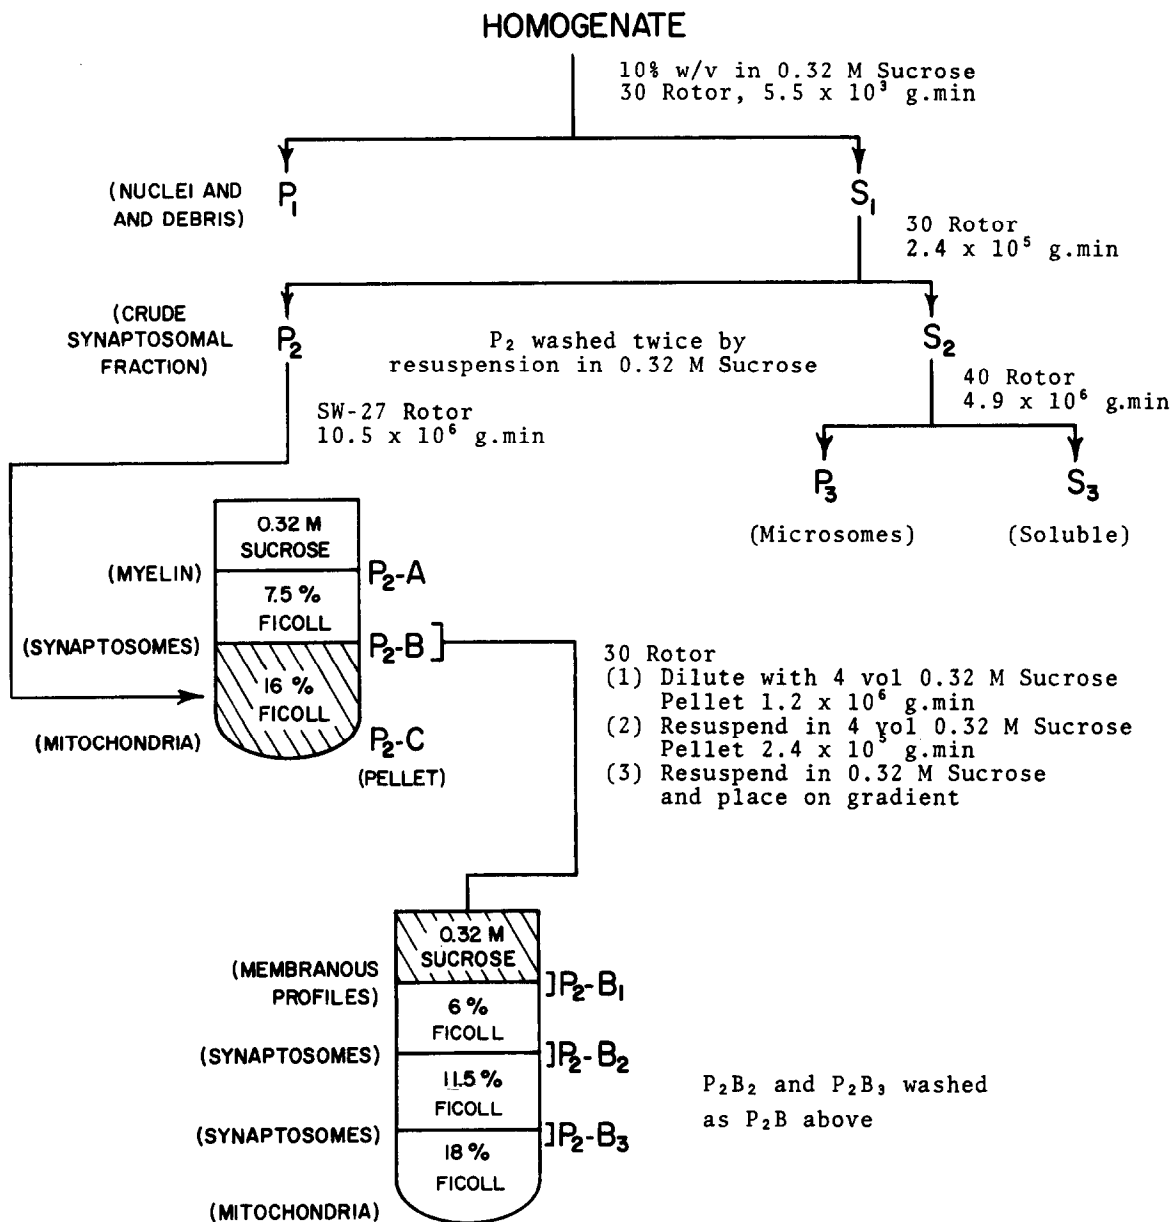 HOMOGENATE
10% w/v in 0.32 M Sucrose
30 Rotor, 5.5 x 10³ g.min
(NUCLEI AND
AND DEBRIS)
P₁
S₁
30 Rotor
2.4 x 10⁵ g.min
(CRUDE
SYNAPTOSOMAL
FRACTION)
P₂
P₂ washed twice by
resuspension in 0.32 M Sucrose
S₂
SW-27 Rotor
10.5 x 10⁶ g.min
40 Rotor
4.9 x 10⁶ g.min
P₃
S₃
(Microsomes)
(Soluble)
0.32 M
SUCROSE
(MYELIN)
P₂-A
7.5 %
FICOLL
(SYNAPTOSOMES)
P₂-B
16 %
FICOLL
(MITOCHONDRIA)
P₂-C
(PELLET)
30 Rotor
(1) Dilute with 4 vol 0.32 M Sucrose
Pellet 1.2 x 10⁶ g.min
(2) Resuspend in 4 vol 0.32 M Sucrose
Pellet 2.4 x 10⁵ g.min
(3) Resuspend in 0.32 M Sucrose
and place on gradient
0.32 M
SUCROSE
(MEMBRANOUS
PROFILES)
P₂-B₁
6 %
FICOLL
(SYNAPTOSOMES)
P₂-B₂
11.5 %
FICOLL
(SYNAPTOSOMES)
P₂-B₃
18 %
FICOLL
(MITOCHONDRIA)
P₂B₂ and P₂B₃ washed
as P₂B above